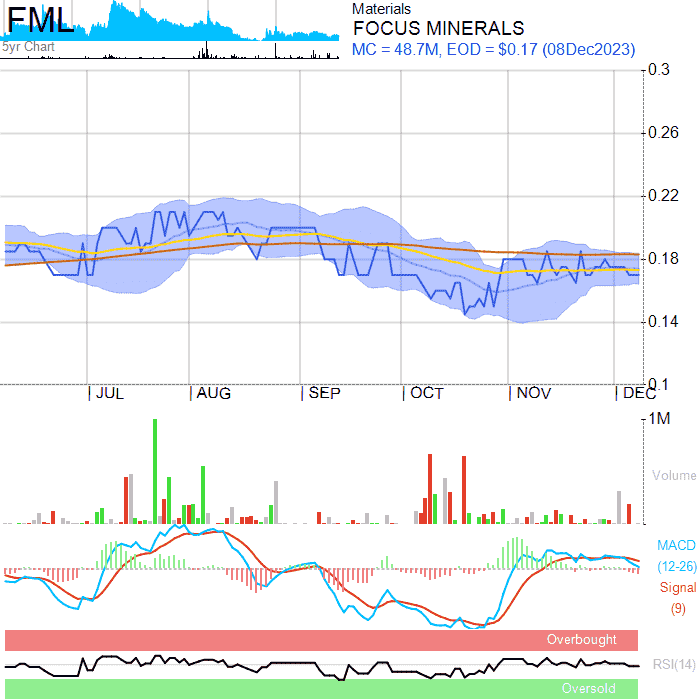 FML
5yr Chart
Materials
FOCUS MINERALS
MC = 48.7M, EOD = $0.17 (08Dec2023)
0.3
0.26
0.22
0.18
0.14
0.1
JUL AUG SEP OCT NOV DEC
1M
Volume
MACD
(12-26)
Signal
(9)
Overbought
RSI(14)
Oversold